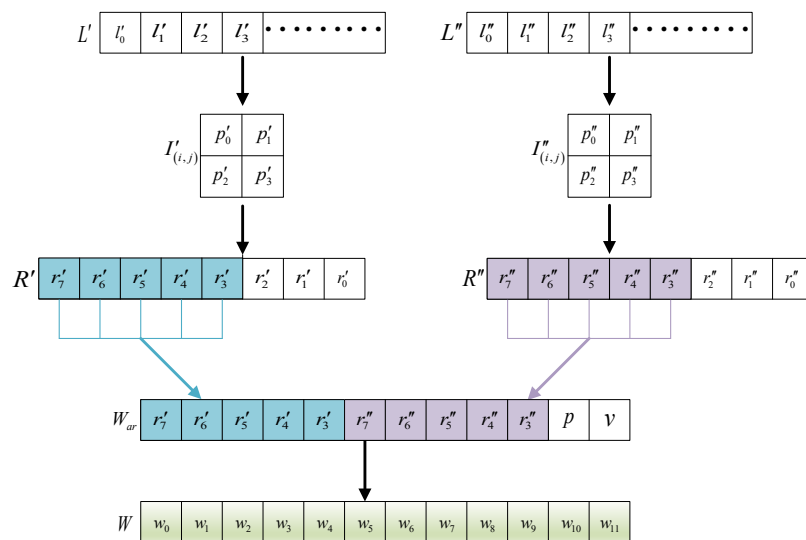 L′ l′₀ l′₁ l′₂ l′₃ ········· L″ l″₀ l″₁ l″₂ l″₃ ·········
p′₀ p′₁ p″₀ p″₁
I′₍ᵢ,ⱼ₎ I″₍ᵢ,ⱼ₎
p′₂ p′₃ p″₂ p″₃
R′ r′₇ r′₆ r′₅ r′₄ r′₃ r′₂ r′₁ r′₀ R″ r″₇ r″₆ r″₅ r″₄ r″₃ r″₂ r″₁ r″₀
W_ar r′₇ r′₆ r′₅ r′₄ r′₃ r″₇ r″₆ r″₅ r″₄ r″₃ p v
W w₀ w₁ w₂ w₃ w₄ w₅ w₆ w₇ w₈ w₉ w₁₀ w₁₁